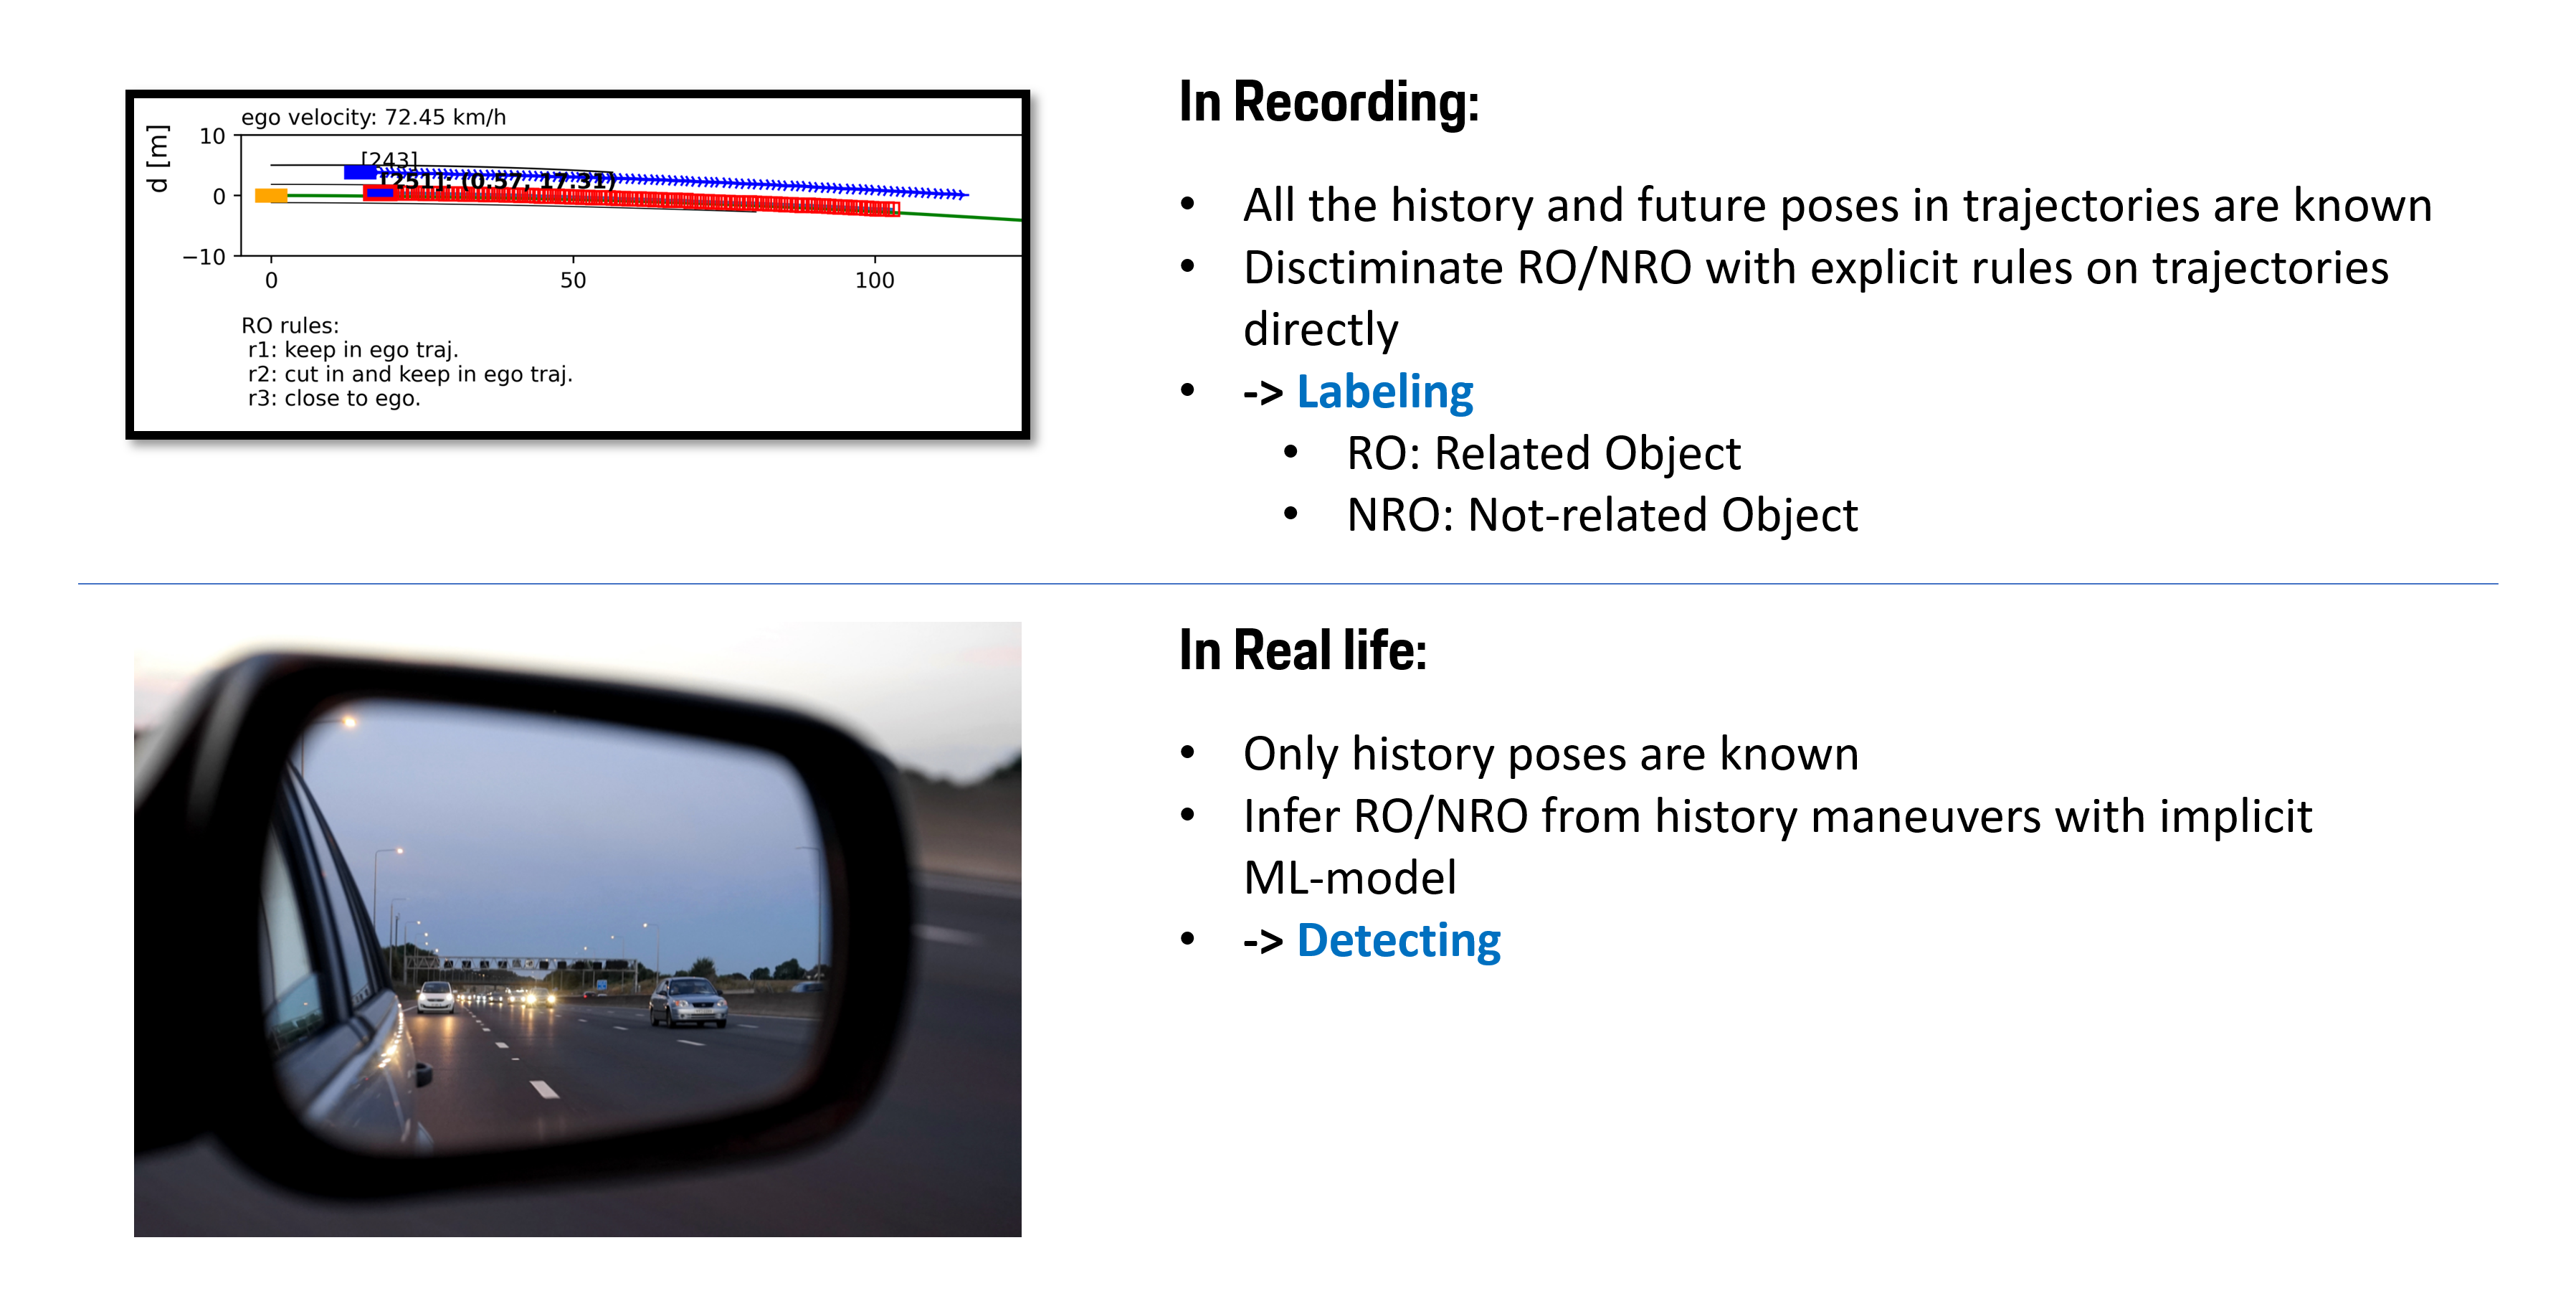 ego velocity: 72.45 km/h
d [m]
10
0
−10
[243]
[251]: (0.57, 17.31)
0 50 100
RO rules:
r1: keep in ego traj.
r2: cut in and keep in ego traj.
r3: close to ego.
In Recording:
• All the history and future poses in trajectories are known
• Disctiminate RO/NRO with explicit rules on trajectories
directly
• -> Labeling
• RO: Related Object
• NRO: Not-related Object
In Real life:
• Only history poses are known
• Infer RO/NRO from history maneuvers with implicit
ML-model
• -> Detecting